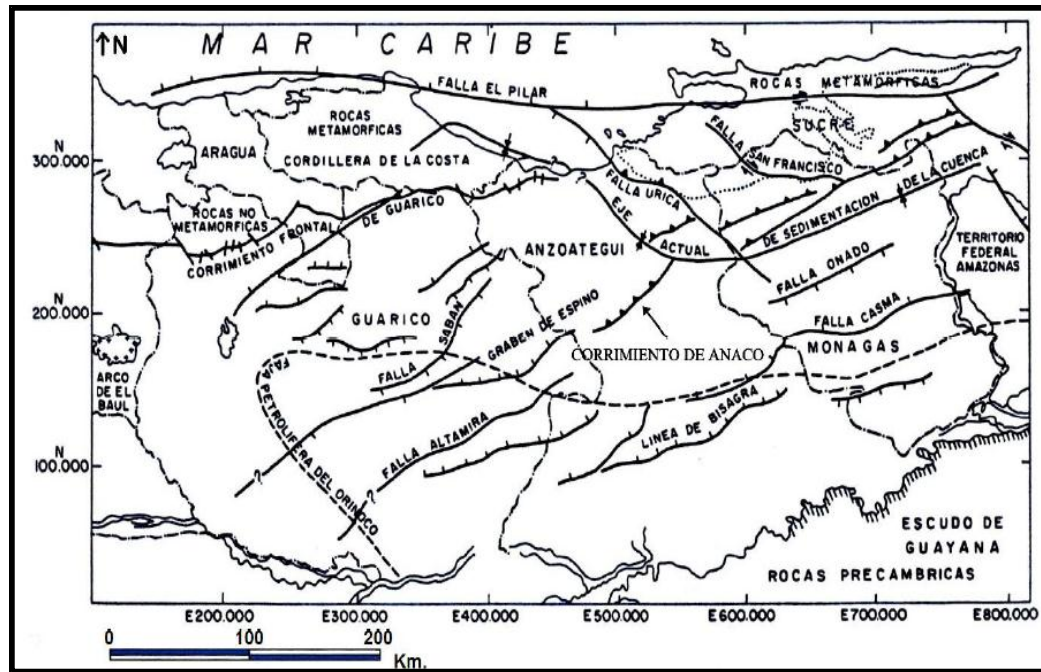 ↑N
MAR CARIBE
FALLA EL PILAR
ROCAS METAMORFICAS
ROCAS
METAMORFICAS
SUCRE
ARAGUA
CORDILLERA DE LA COSTA
FALLA SAN FRANCISCO
N
300.000
FALLA URICA
ROCAS NO
METAMORFICAS
CORRIMIENTO FRONTAL DE GUARICO
EJE ACTUAL DE SEDIMENTACION DE LA CUENCA
ANZOATEGUI
TERRITORIO
FEDERAL
AMAZONAS
FALLA ONADO
N
200.000
GUARICO
FALLA SABAN
GRABEN DE ESPINO
FALLA CASMA
CORRIMIENTO DE ANACO
MONAGAS
ARCO
DE EL
BAUL
FAJA PETROLIFERA DEL ORINOCO
FALLA ALTAMIRA
LINEA DE BISAGRA
?
?
?
?
N
100.000
ESCUDO DE
GUAYANA
ROCAS PRECAMBRICAS
E200.000 E300.000 E400.000 E500.000 E600.000 E700.000 E800.000
0 100 200
Km.